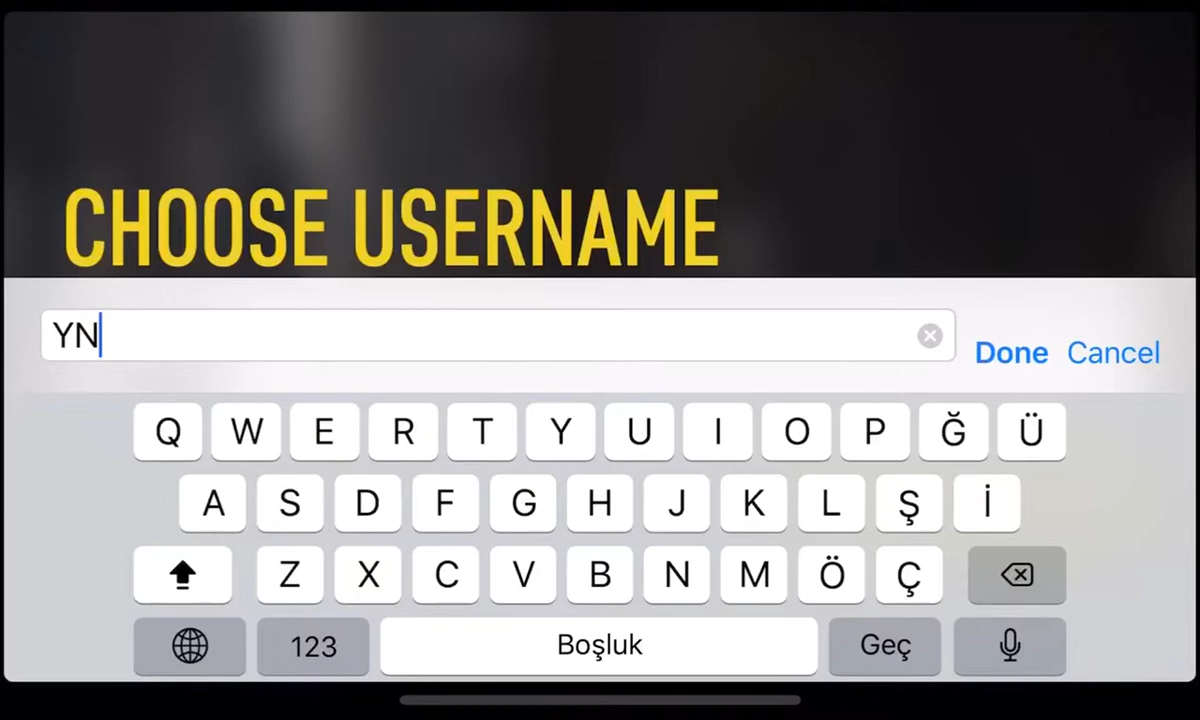 CHOOSE USERNAME
YN
Done Cancel
Q W E R T Y U I O P Ğ Ü
A S D F G H J K L Ş İ
Z X C V B N M Ö Ç
123 Boşluk Geç